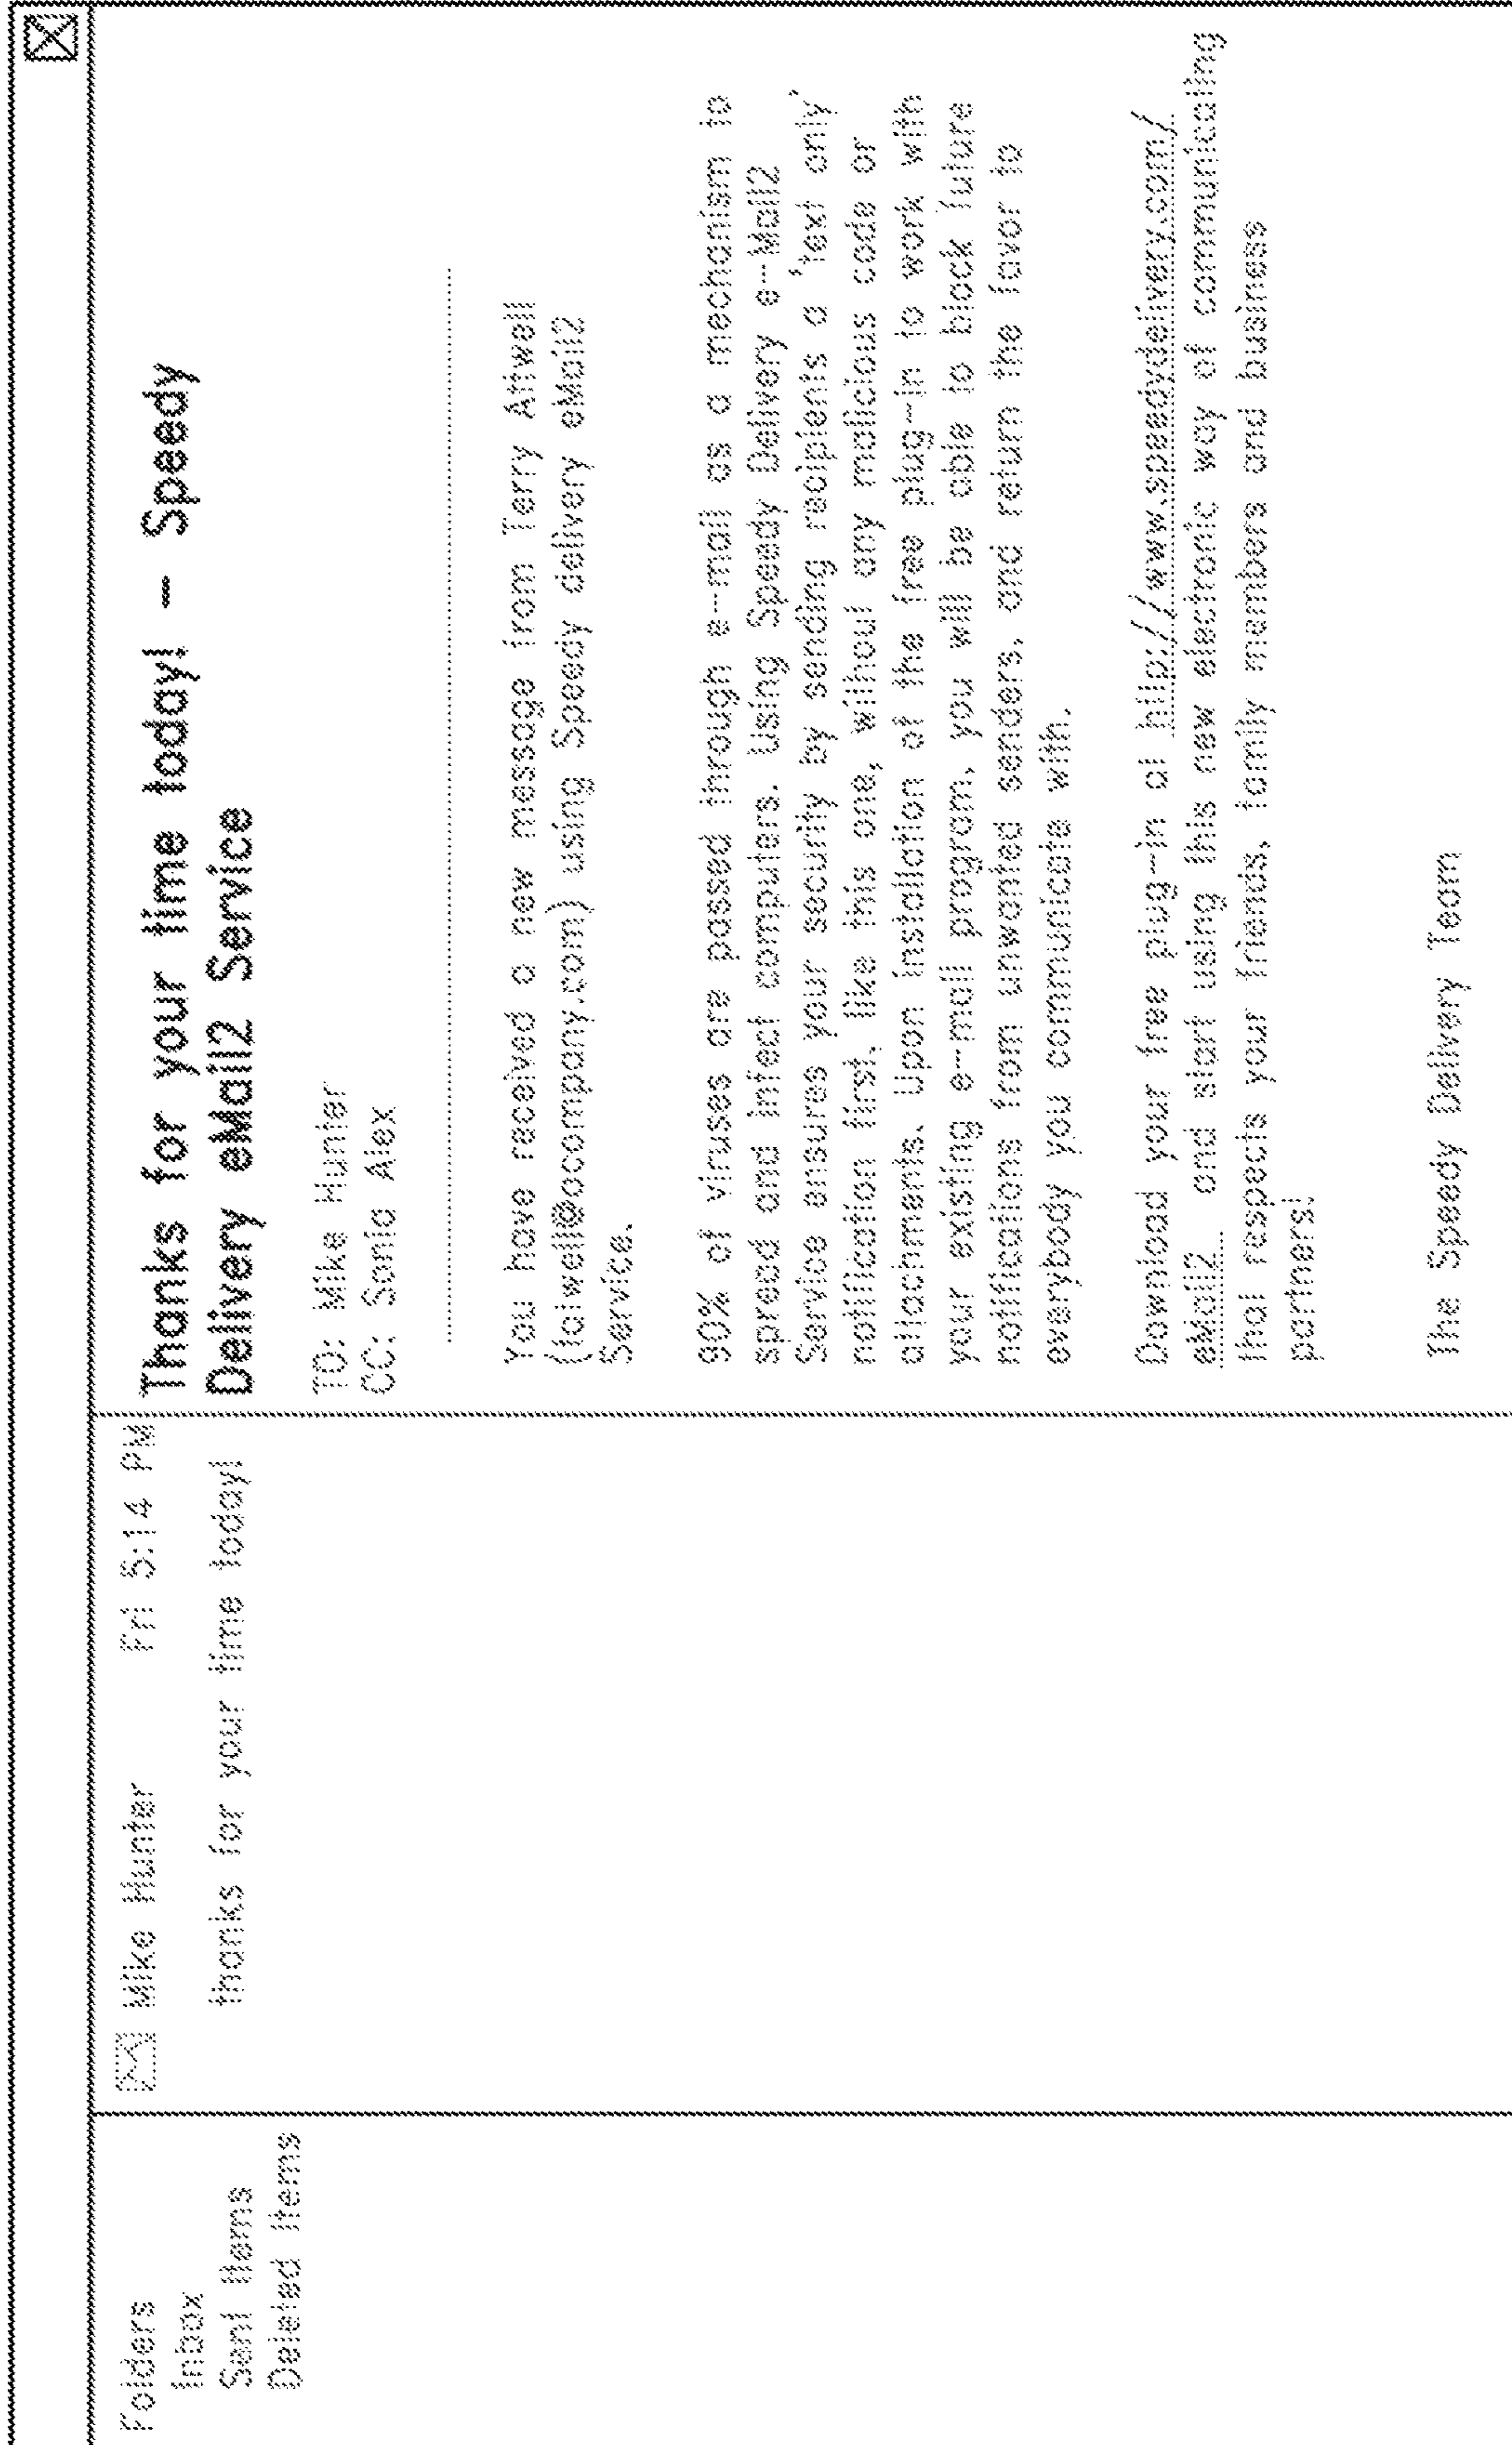 Folders
Inbox
Sent Items
Deleted Items
Mike Hunter Fri 5:14 PM
thanks for your time today!
Thanks for your time today! - Speedy
Delivery eMail2 Service
TO: Mike Hunter
CC: Sonia Alex
You have received a new message from Terry Attwell
(tatwell@acompany.com) using Speedy delivery eMail2
Service.
90% of viruses are passed through e-mail as a mechanism to
spread and infect computers. Using Speedy Delivery e-Mail2
Service ensures your security by sending recipients a 'text only'
notification first, like this one, without any malicious code or
attachments. Upon installation of the free plug-in to work with
your existing e-mail program, you will be able to block future
notifications from unwanted senders, and return the favor to
everybody you communicate with.
Download your free plug-in at http://www.speedydelivery.com/
eMail2 and start using this new electronic way of communicating
that respects your friends, family members and business
partners!
The Speedy Delivery Team